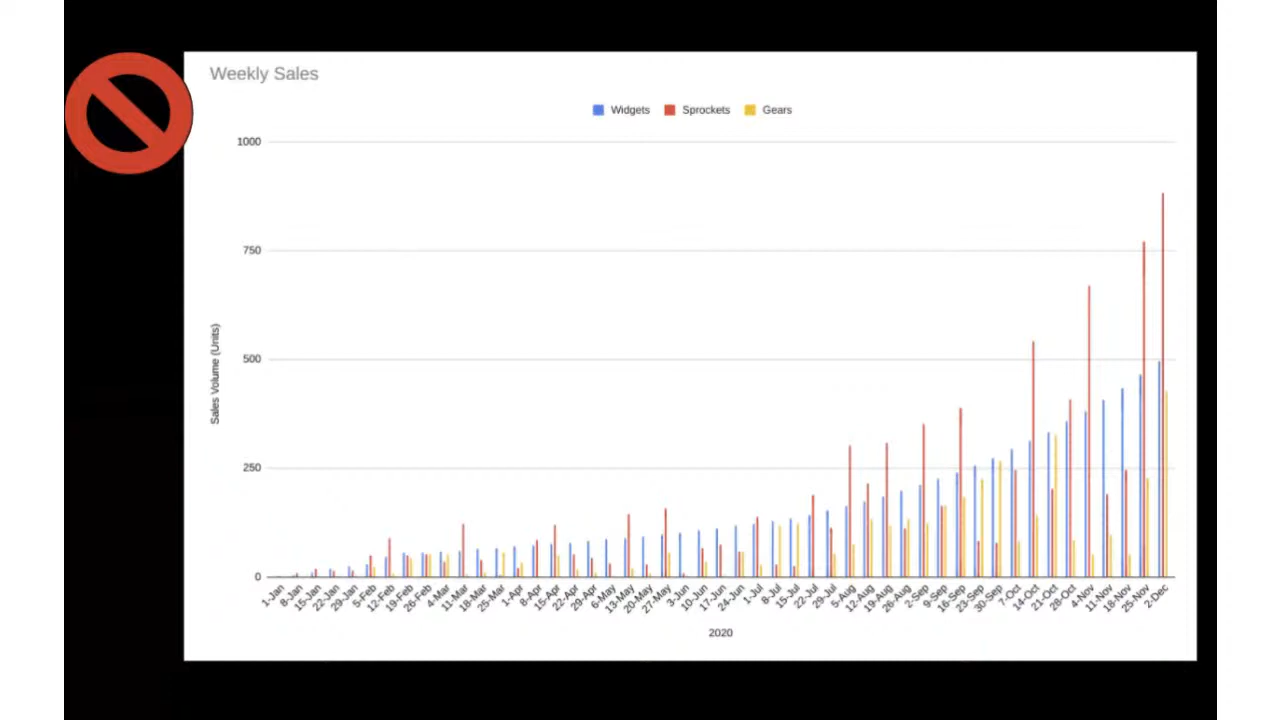 Weekly Sales
Widgets Sprockets Gears
1000
750
500
250
0
Sales Volume (Units)
1-Jan 8-Jan 15-Jan 22-Jan 29-Jan 5-Feb 12-Feb 19-Feb 26-Feb 4-Mar 11-Mar 18-Mar 25-Mar 1-Apr 8-Apr 15-Apr 22-Apr 29-Apr 6-May 13-May 20-May 27-May 3-Jun 10-Jun 17-Jun 24-Jun 1-Jul 8-Jul 15-Jul 22-Jul 29-Jul 5-Aug 12-Aug 19-Aug 26-Aug 2-Sep 9-Sep 16-Sep 23-Sep 30-Sep 7-Oct 14-Oct 21-Oct 28-Oct 4-Nov 11-Nov 18-Nov 25-Nov 2-Dec
2020